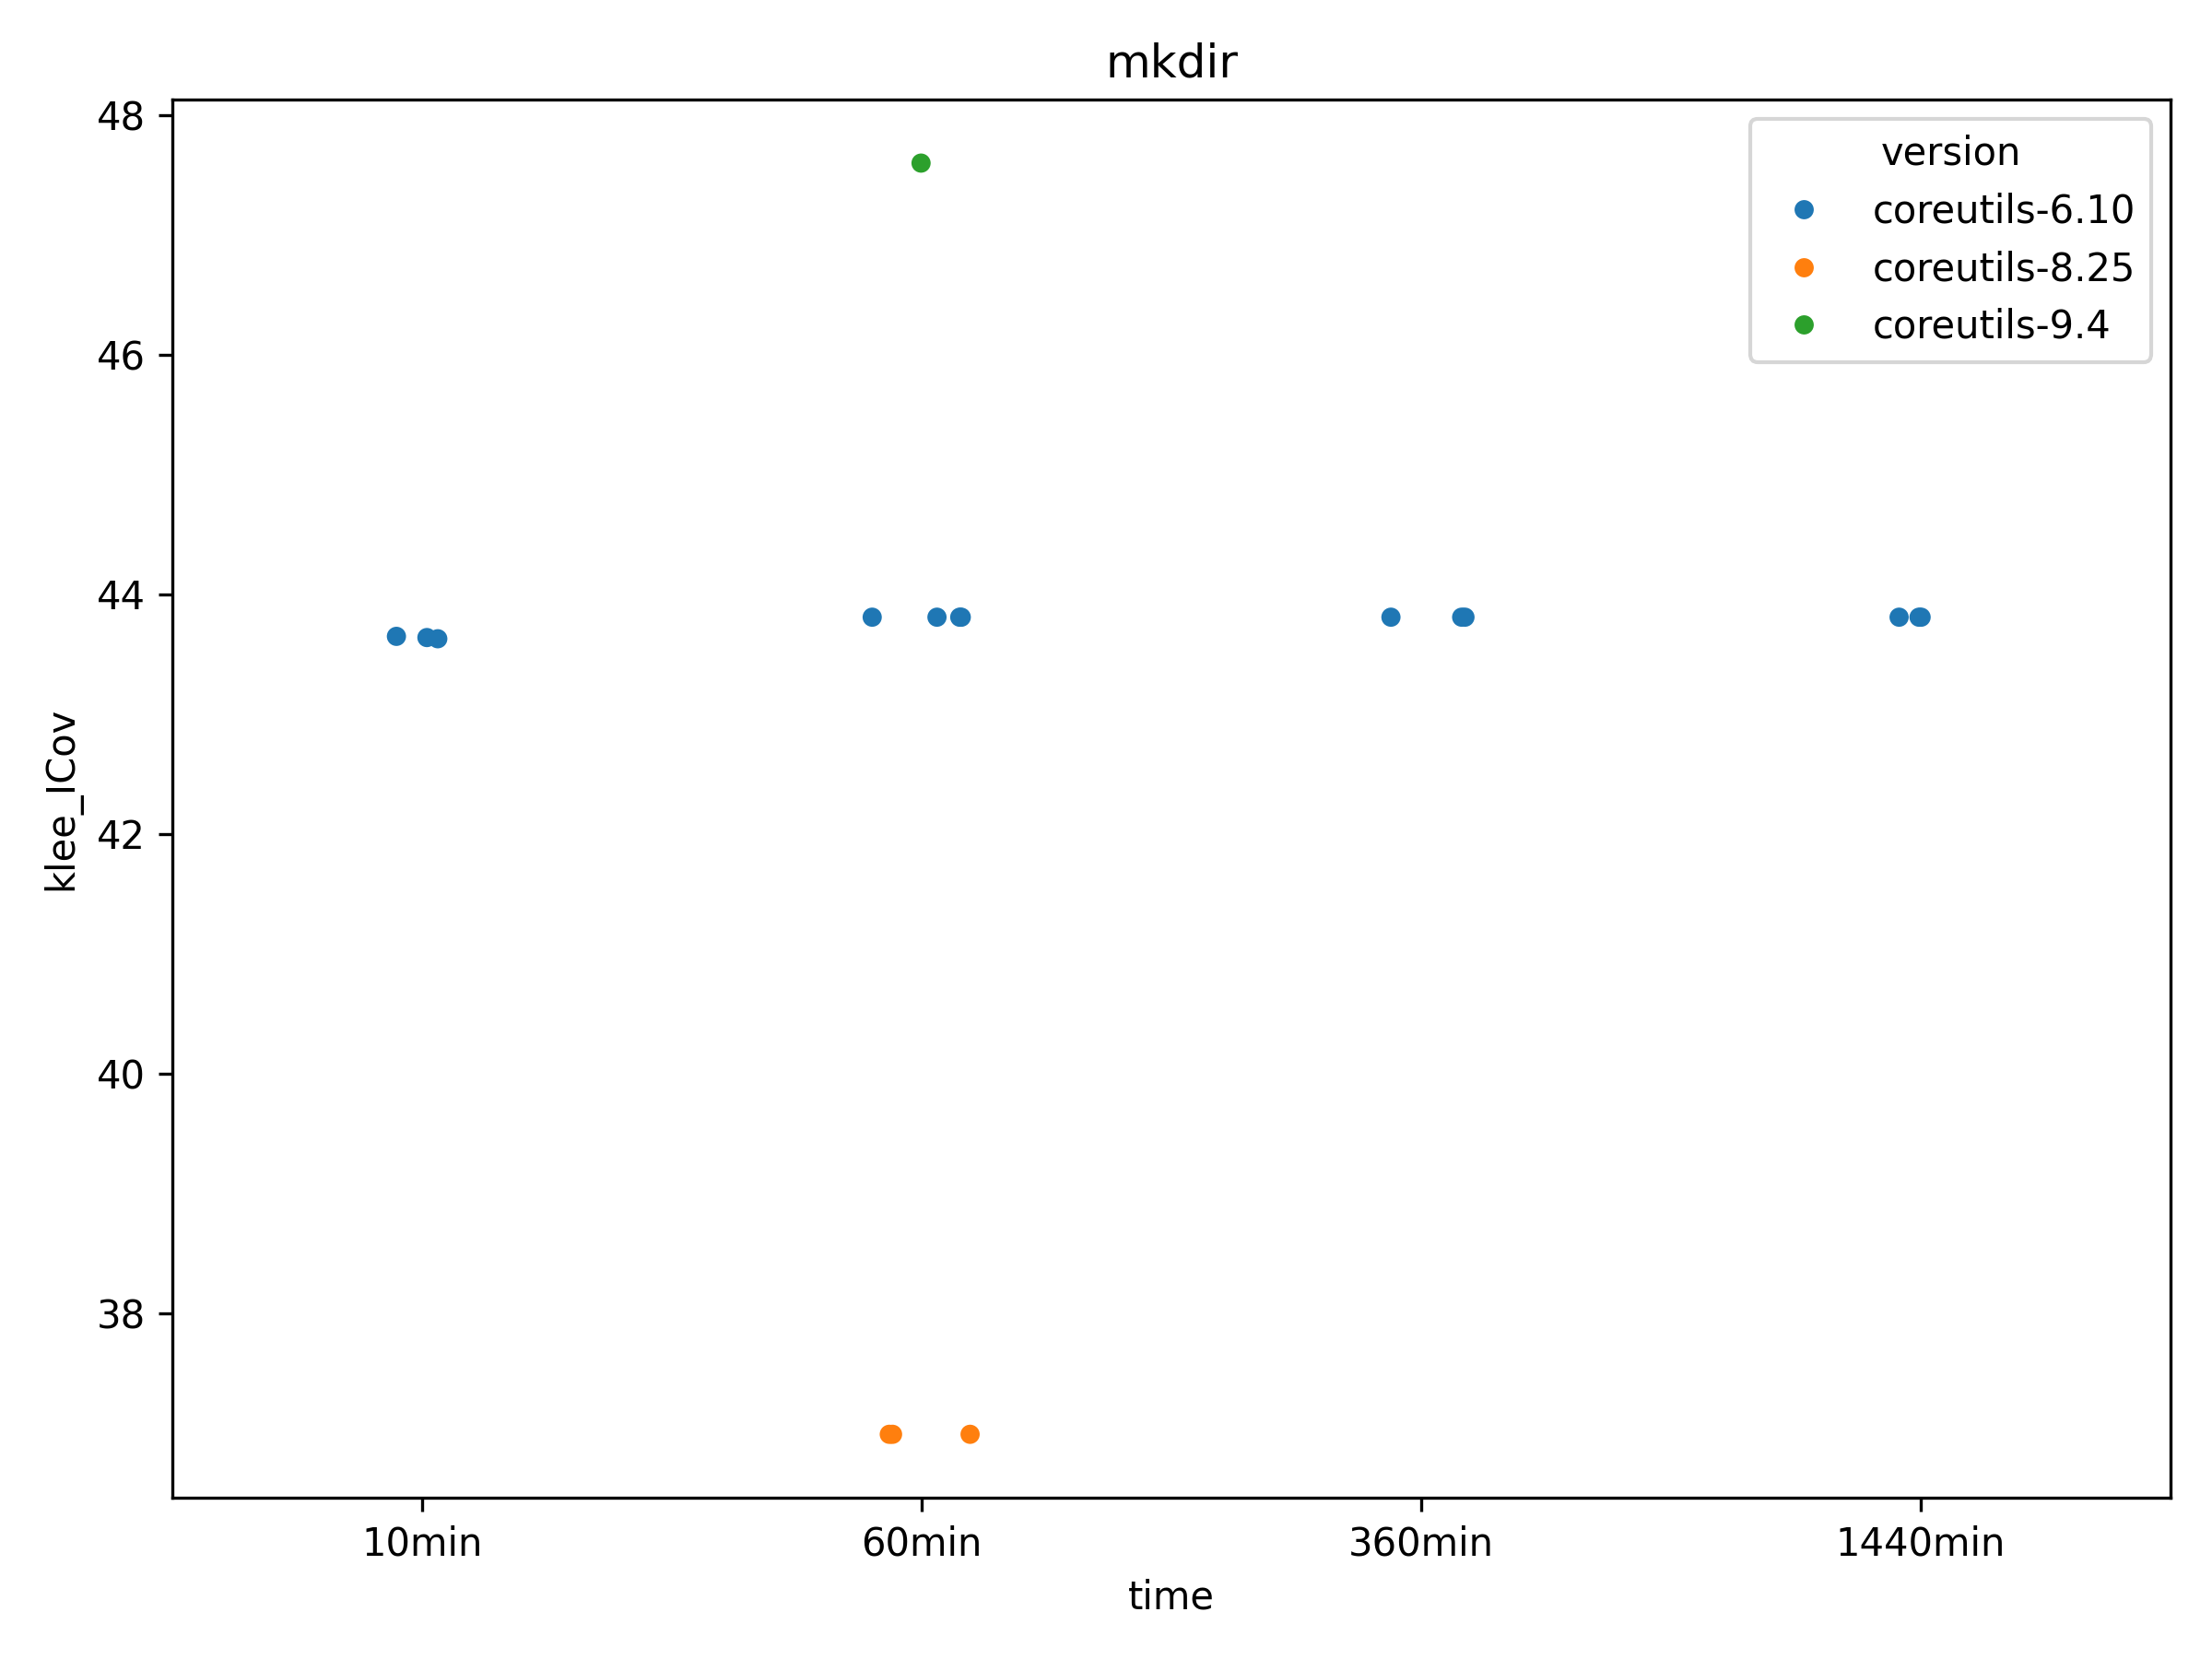 mkdir
48
46
44
42
40
38
klee_ICov
version
coreutils-6.10
coreutils-8.25
coreutils-9.4
10min
60min
360min
1440min
time